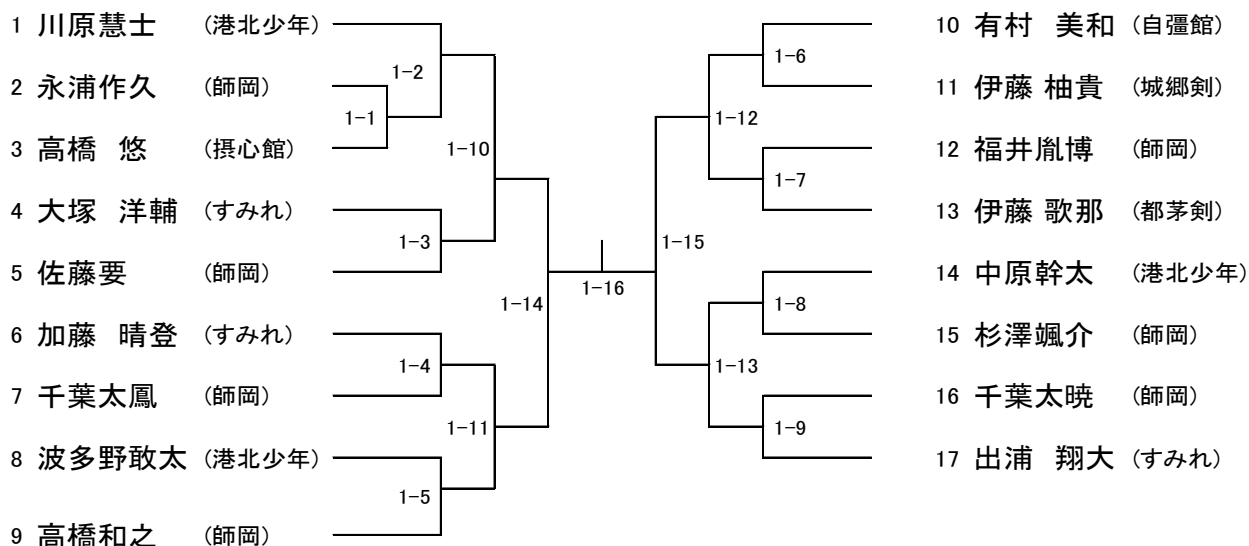 1 川原慧士 (港北少年)
2 永浦作久 (師岡)
3 高橋 悠 (摂心館)
4 大塚 洋輔 (すみれ)
5 佐藤要 (師岡)
6 加藤 晴登 (すみれ)
7 千葉太鳳 (師岡)
8 波多野敢太 (港北少年)
9 高橋和之 (師岡)
1-1
1-2
1-3
1-4
1-5
1-10
1-11
1-14
1-16
1-15
1-12
1-13
1-6
1-7
1-8
1-9
10 有村 美和 (自彊館)
11 伊藤 柚貴 (城郷剣)
12 福井胤博 (師岡)
13 伊藤 歌那 (都茅剣)
14 中原幹太 (港北少年)
15 杉澤颯介 (師岡)
16 千葉太暁 (師岡)
17 出浦 翔大 (すみれ)